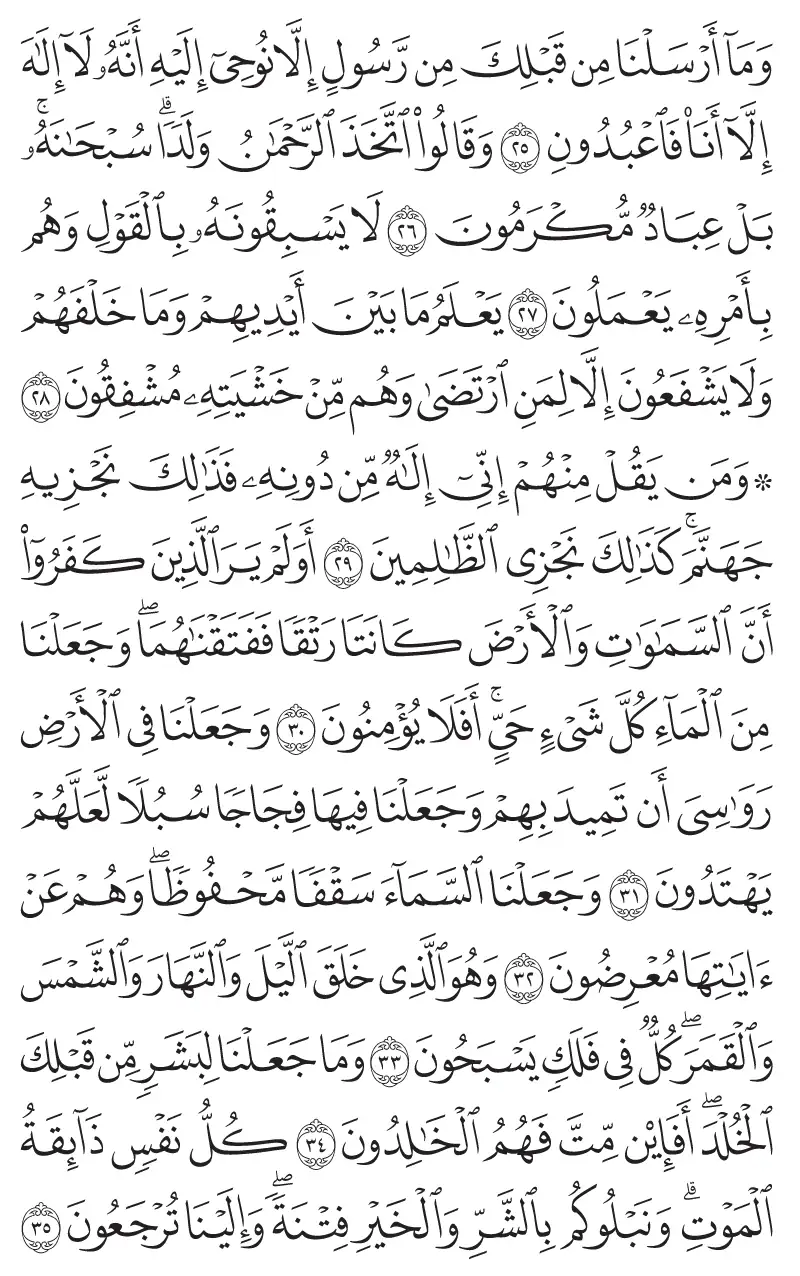 وَمَآ أَرۡسَلۡنَا مِن قَبۡلِكَ مِن رَّسُولٍ إِلَّا نُوحِيٓ إِلَيۡهِ أَنَّهُۥ لَآ إِلَٰهَ
إِلَّآ أَنَا۠ فَٱعۡبُدُونِ ٢٥ وَقَالُواْ ٱتَّخَذَ ٱلرَّحۡمَٰنُ وَلَدٗاۗ سُبۡحَٰنَهُۥۚ
بَلۡ عِبَادٞ مُّكۡرَمُونَ ٢٦ لَا يَسۡبِقُونَهُۥ بِٱلۡقَوۡلِ وَهُم
بِأَمۡرِهِۦ يَعۡمَلُونَ ٢٧ يَعۡلَمُ مَا بَيۡنَ أَيۡدِيهِمۡ وَمَا خَلۡفَهُمۡ
وَلَا يَشۡفَعُونَ إِلَّا لِمَنِ ٱرۡتَضَىٰ وَهُم مِّنۡ خَشۡيَتِهِۦ مُشۡفِقُونَ ٢٨
۞ وَمَن يَقُلۡ مِنۡهُمۡ إِنِّيٓ إِلَٰهٞ مِّن دُونِهِۦ فَذَٰلِكَ نَجۡزِيهِ
جَهَنَّمَۚ كَذَٰلِكَ نَجۡزِي ٱلظَّٰلِمِينَ ٢٩ أَوَلَمۡ يَرَ ٱلَّذِينَ كَفَرُوٓاْ
أَنَّ ٱلسَّمَٰوَٰتِ وَٱلۡأَرۡضَ كَانَتَا رَتۡقٗا فَفَتَقۡنَٰهُمَاۖ وَجَعَلۡنَا
مِنَ ٱلۡمَآءِ كُلَّ شَيۡءٍ حَيٍّۚ أَفَلَا يُؤۡمِنُونَ ٣٠ وَجَعَلۡنَا فِي ٱلۡأَرۡضِ
رَوَٰسِيَ أَن تَمِيدَ بِهِمۡ وَجَعَلۡنَا فِيهَا فِجَاجٗا سُبُلٗا لَّعَلَّهُمۡ
يَهۡتَدُونَ ٣١ وَجَعَلۡنَا ٱلسَّمَآءَ سَقۡفٗا مَّحۡفُوظٗاۖ وَهُمۡ عَنۡ
ءَايَٰتِهَا مُعۡرِضُونَ ٣٢ وَهُوَ ٱلَّذِي خَلَقَ ٱلَّيۡلَ وَٱلنَّهَارَ وَٱلشَّمۡسَ
وَٱلۡقَمَرَۖ كُلّٞ فِي فَلَكٖ يَسۡبَحُونَ ٣٣ وَمَا جَعَلۡنَا لِبَشَرٖ مِّن قَبۡلِكَ
ٱلۡخُلۡدَۖ أَفَإِيْن مِّتَّ فَهُمُ ٱلۡخَٰلِدُونَ ٣٤ كُلُّ نَفۡسٖ ذَآئِقَةُ
ٱلۡمَوۡتِۗ وَنَبۡلُوكُم بِٱلشَّرِّ وَٱلۡخَيۡرِ فِتۡنَةٗۖ وَإِلَيۡنَا تُرۡجَعُونَ ٣٥